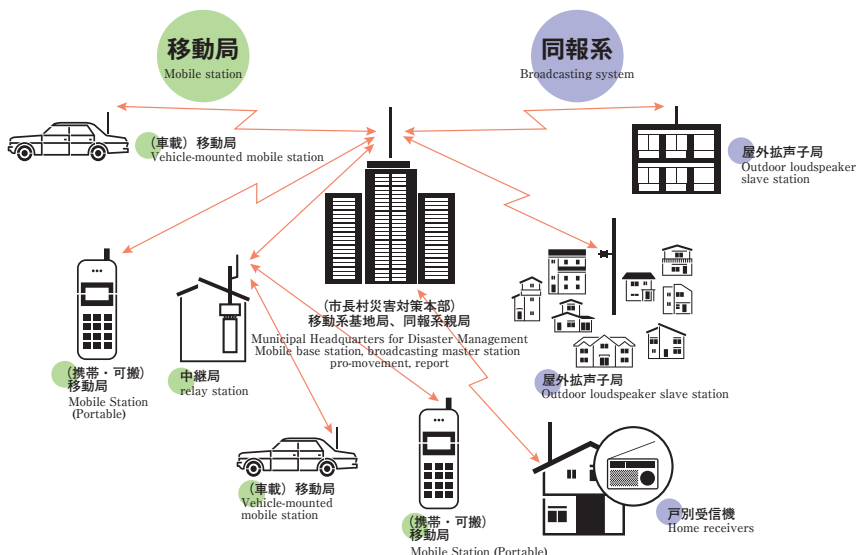 移動局
Mobile station
同報系
Broadcasting system
（車載）移動局
Vehicle-mounted mobile station
屋外拡声子局
Outdoor loudspeaker
slave station
（市長村災害対策本部）
移動系基地局、同報系親局
Municipal Headquarters for Disaster Management
Mobile base station, broadcasting master station
pro-movement, report
（携帯・可搬）
移動局
Mobile Station
(Portable)
中継局
relay station
屋外拡声子局
Outdoor loudspeaker slave station
（車載）移動局
Vehicle-mounted
mobile station
（携帯・可搬）
移動局
Mobile Station (Portable)
戸別受信機
Home receivers